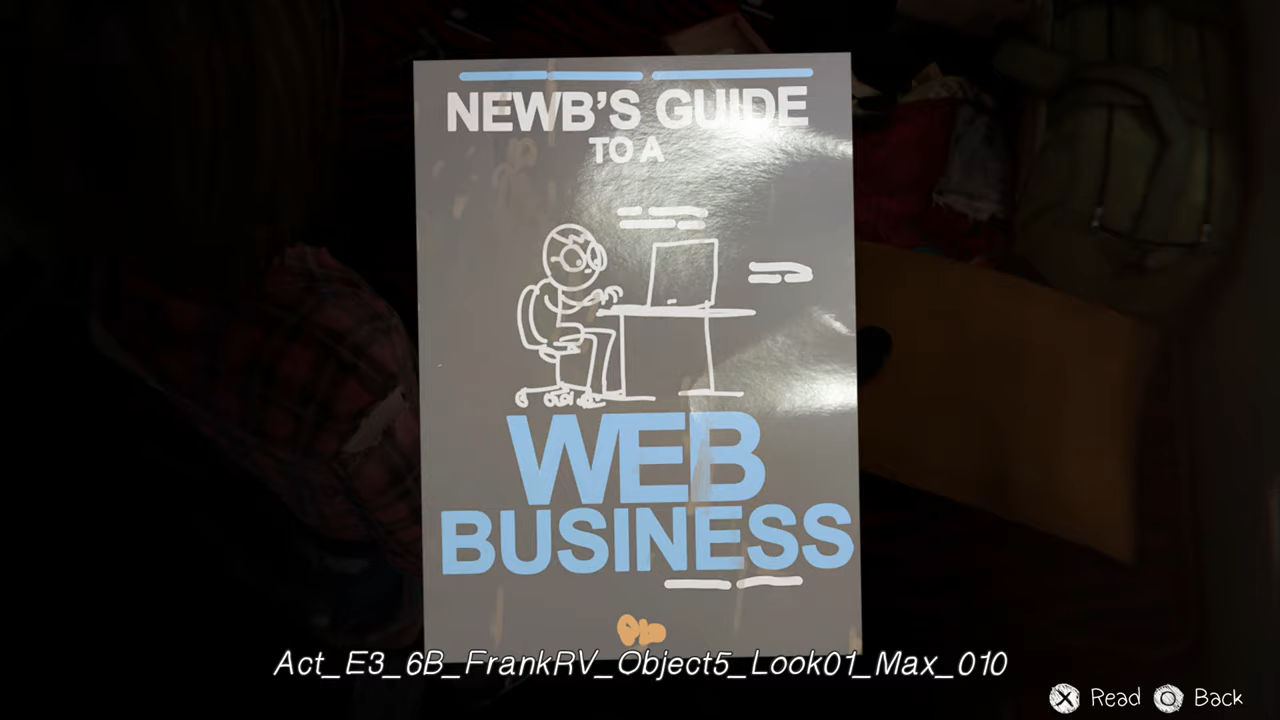 NEWB'S GUIDE
TO A
WEB
BUSINESS
Act_E3_6B_FrankRV_Object5_Look01_Max_010
Read Back